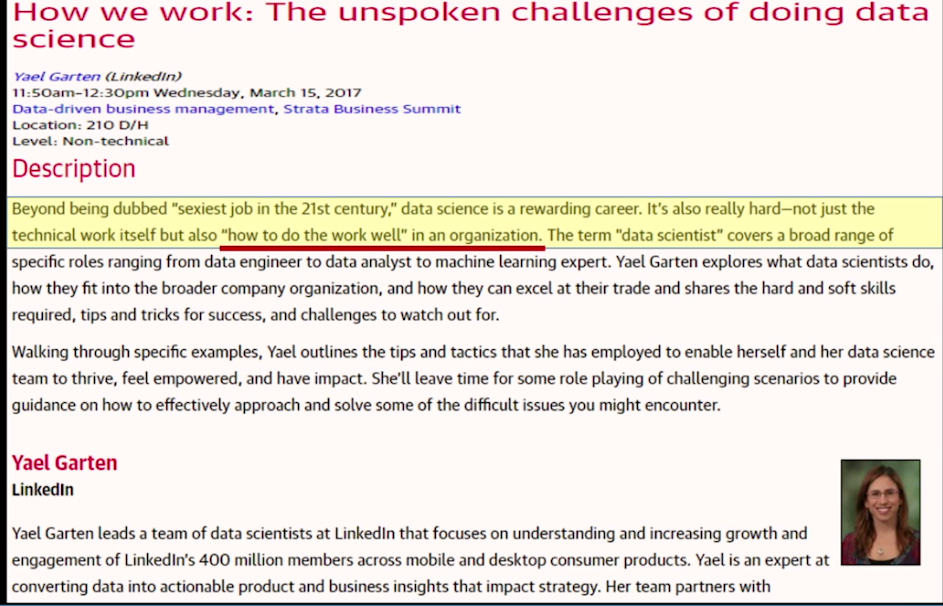 How we work: The unspoken challenges of doing data
science
Yael Garten (LinkedIn)
11:50am–12:30pm Wednesday, March 15, 2017
Data-driven business management, Strata Business Summit
Location: 210 D/H
Level: Non-technical
Description
Beyond being dubbed “sexiest job in the 21st century,” data science is a rewarding career. It’s also really hard—not just the
technical work itself but also “how to do the work well” in an organization. The term “data scientist” covers a broad range of
specific roles ranging from data engineer to data analyst to machine learning expert. Yael Garten explores what data scientists do,
how they fit into the broader company organization, and how they can excel at their trade and shares the hard and soft skills
required, tips and tricks for success, and challenges to watch out for.
Walking through specific examples, Yael outlines the tips and tactics that she has employed to enable herself and her data science
team to thrive, feel empowered, and have impact. She’ll leave time for some role playing of challenging scenarios to provide
guidance on how to effectively approach and solve some of the difficult issues you might encounter.
Yael Garten
LinkedIn
Yael Garten leads a team of data scientists at LinkedIn that focuses on understanding and increasing growth and
engagement of LinkedIn’s 400 million members across mobile and desktop consumer products. Yael is an expert at
converting data into actionable product and business insights that impact strategy. Her team partners with